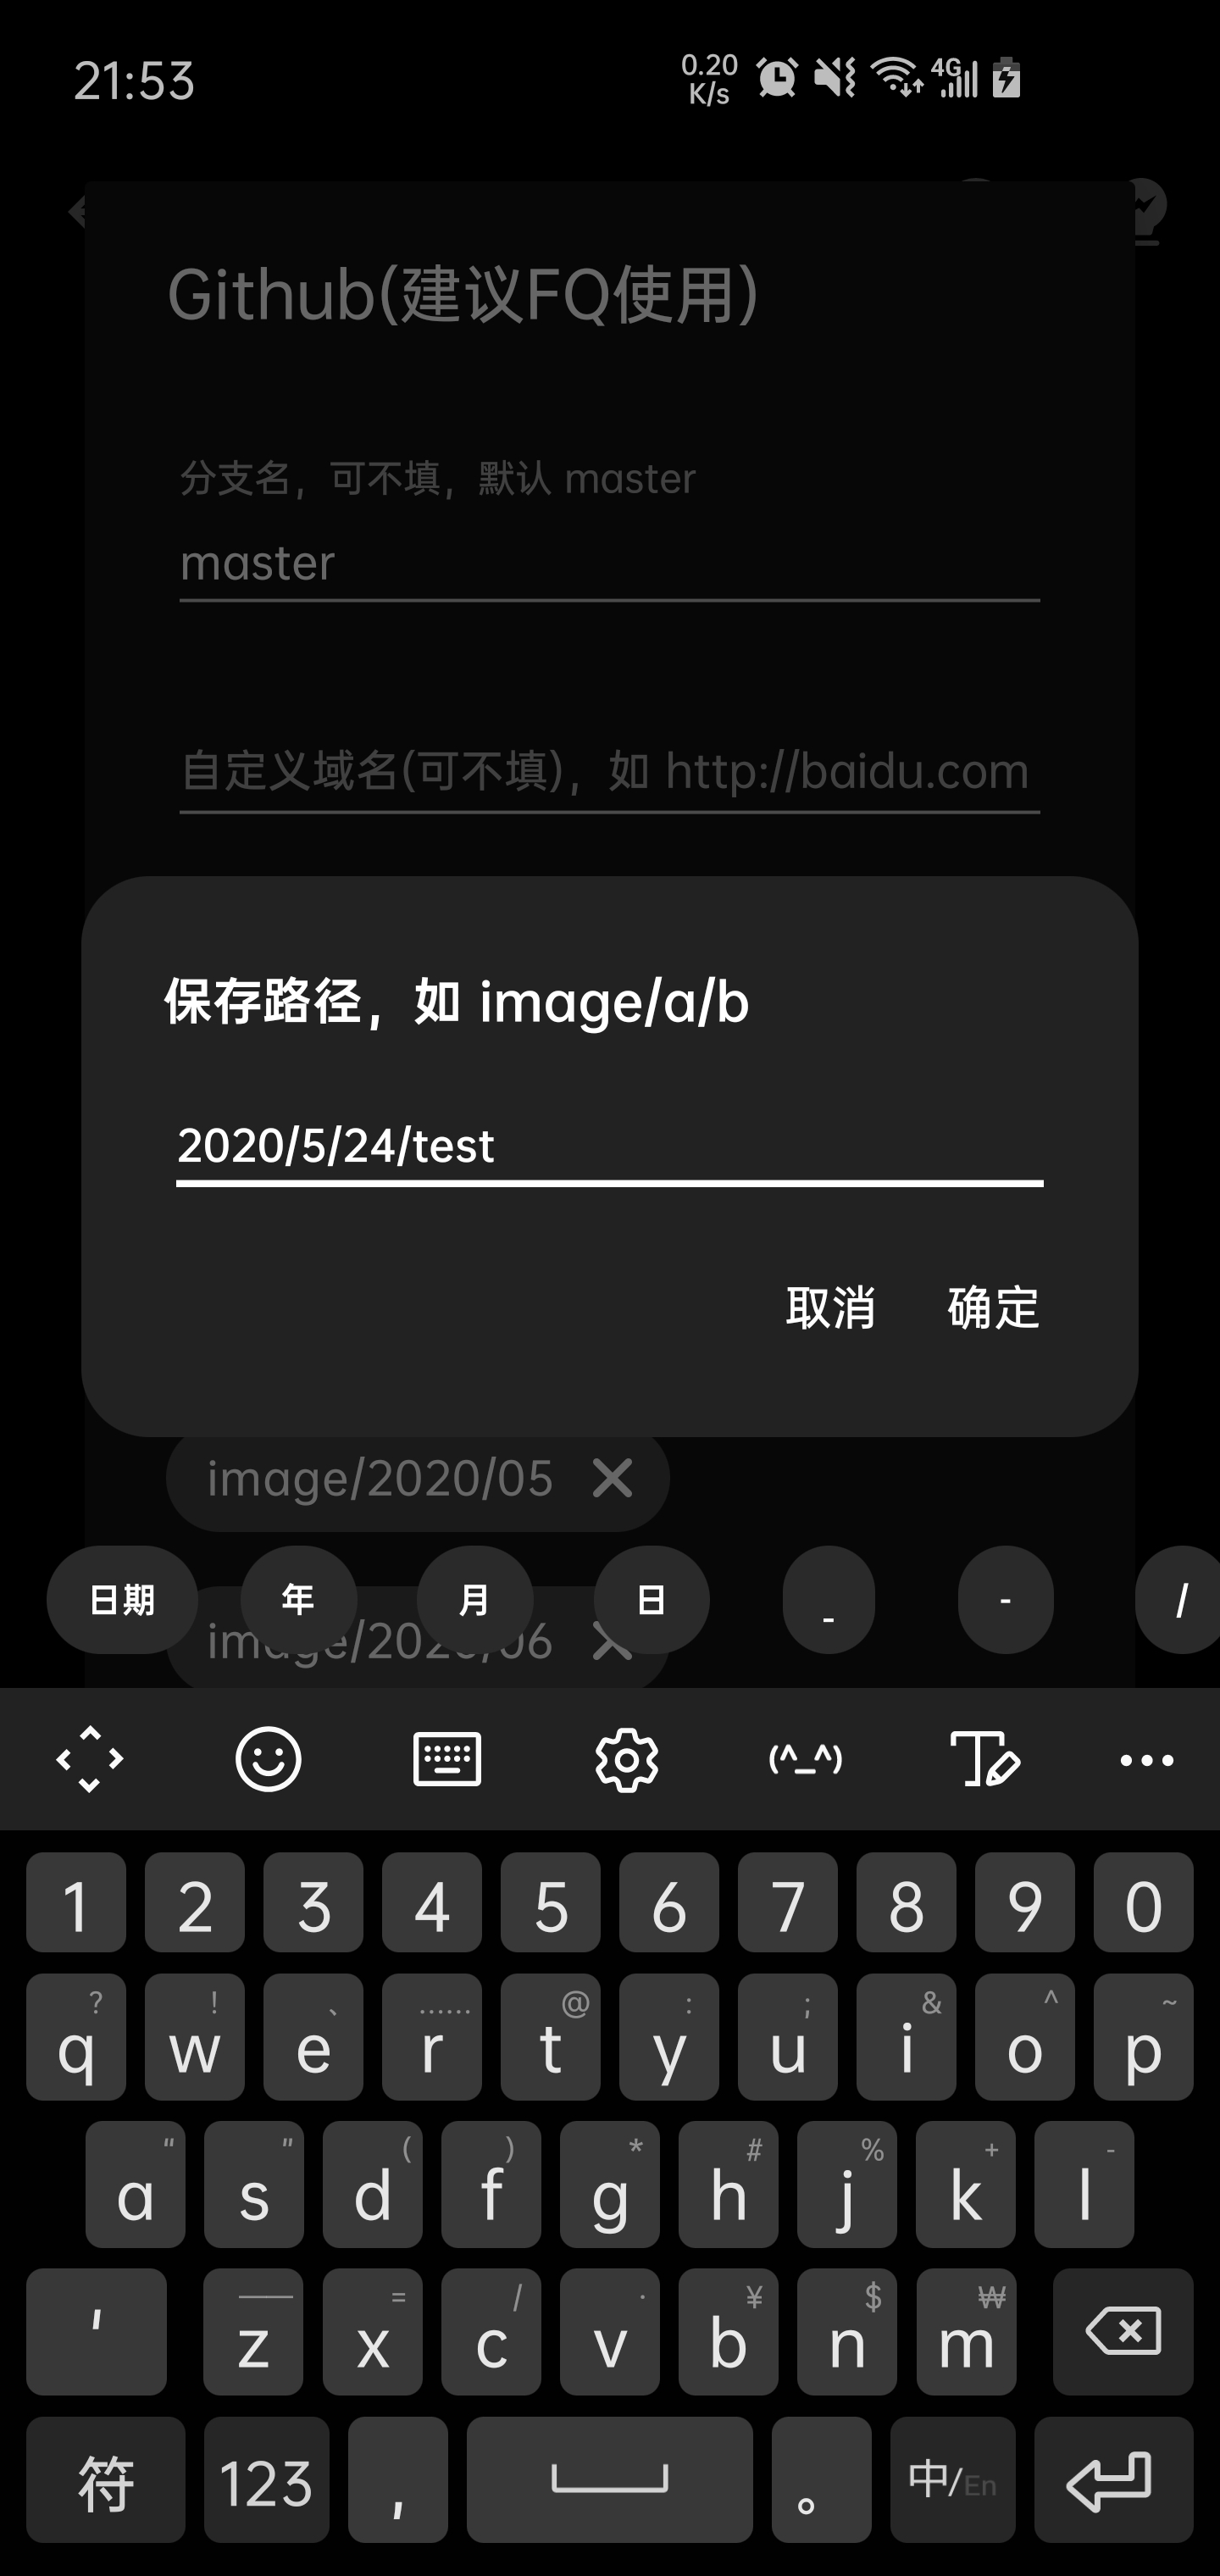 21:53
0.20 K/s
4G
Github(建议FQ使用)
分支名，可不填，默认 master
master
自定义域名(可不填)，如 http://baidu.com
保存路径，如 image/a/b
2020/5/24/test
取消 确定
image/2020/05
日期 年 月 日 _ - /
(^_^)
1 2 3 4 5 6 7 8 9 0
? ! 、 …… @ : ; & ^ ~
q w e r t y u i o p
“ ” ( ) * # % + -
a s d f g h j k l
—— = / · ¥ $ ₩
' z x c v b n m
符 123 , 。 中/En